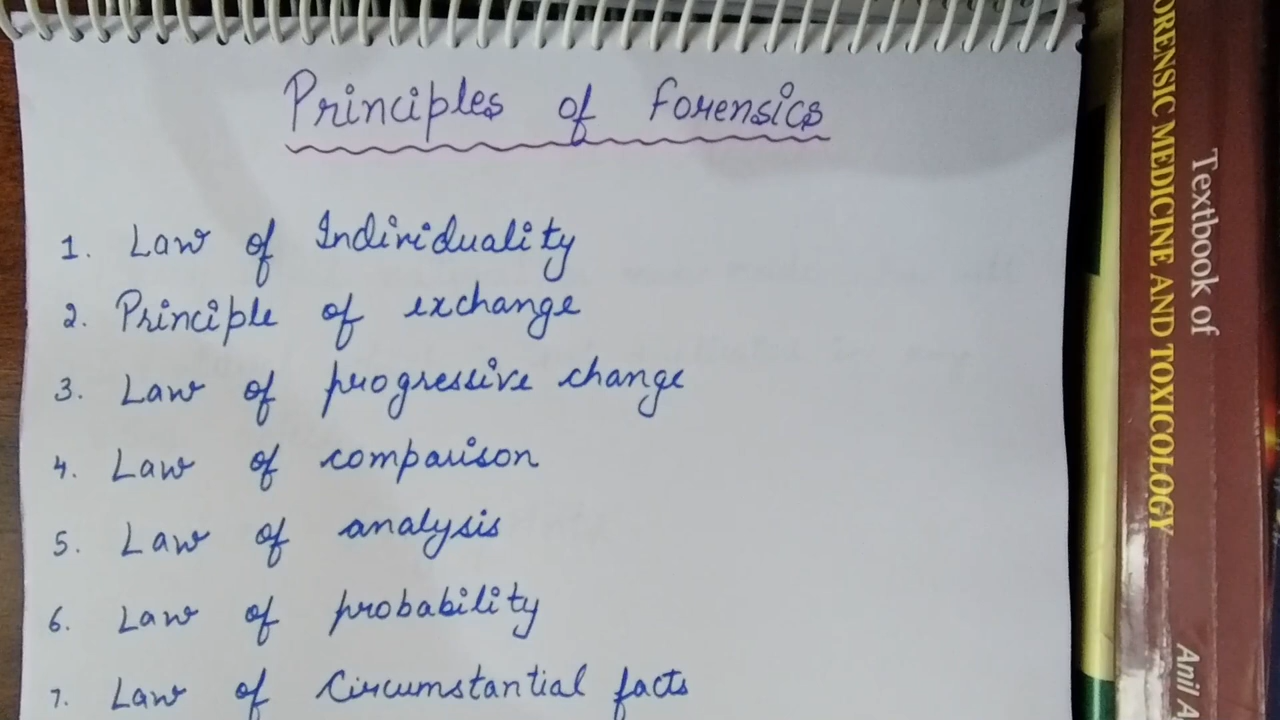 Principles of Forensics
1. Law of Individuality
2. Principle of exchange
3. Law of progressive change
4. Law of comparison
5. Law of analysis
6. Law of probability
7. Law of Circumstantial facts
Textbook of
FORENSIC MEDICINE AND TOXICOLOGY
Anil A